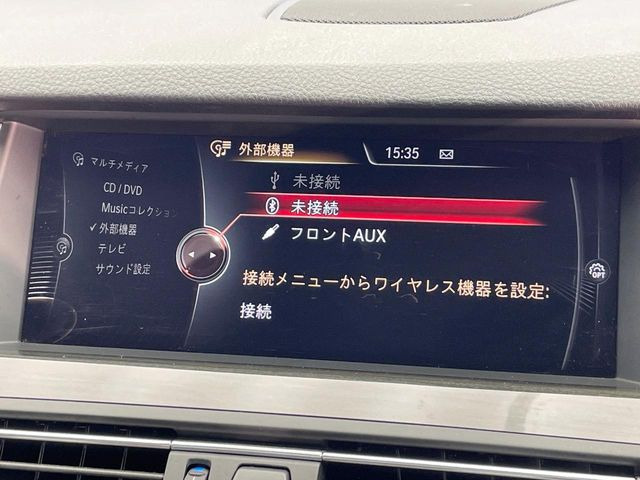 外部機器
15:35
マルチメディア
CD / DVD
Musicコレクション
✓外部機器
テレビ
サウンド設定
未接続
未接続
フロントAUX
接続メニューからワイヤレス機器を設定:
接続
OPT